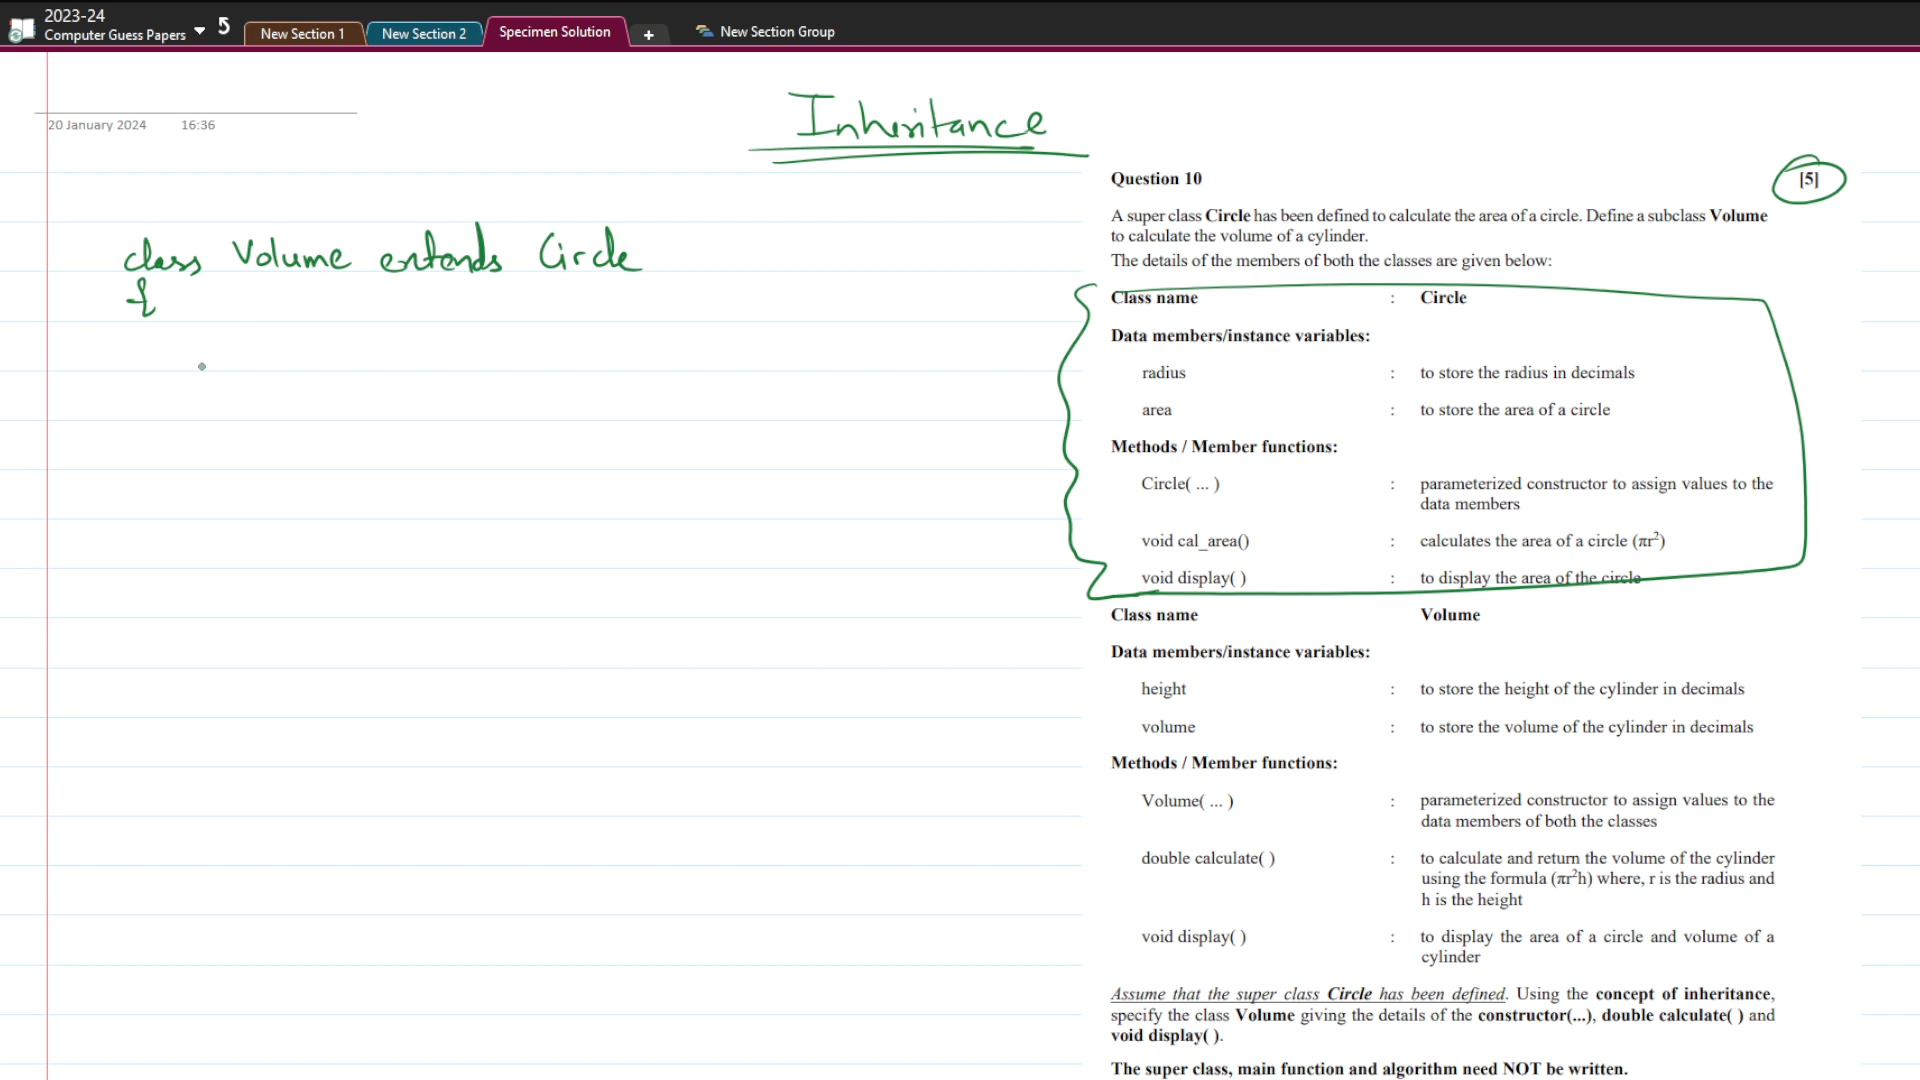 2023-24
Computer Guess Papers
New Section 1
New Section 2
Specimen Solution
+
New Section Group
20 January 2024 16:36
Inheritance
class Volume extends Circle
{
Question 10 [5]
A super class Circle has been defined to calculate the area of a circle. Define a subclass Volume
to calculate the volume of a cylinder.
The details of the members of both the classes are given below:
Class name : Circle
Data members/instance variables:
radius : to store the radius in decimals
area : to store the area of a circle
Methods / Member functions:
Circle( ... ) : parameterized constructor to assign values to the
data members
void cal_area() : calculates the area of a circle (πr²)
void display( ) : to display the area of the circle
Class name Volume
Data members/instance variables:
height : to store the height of the cylinder in decimals
volume : to store the volume of the cylinder in decimals
Methods / Member functions:
Volume( ... ) : parameterized constructor to assign values to the
data members of both the classes
double calculate( ) : to calculate and return the volume of the cylinder
using the formula (πr²h) where, r is the radius and
h is the height
void display( ) : to display the area of a circle and volume of a
cylinder
Assume that the super class Circle has been defined. Using the concept of inheritance,
specify the class Volume giving the details of the constructor(...), double calculate( ) and
void display( ).
The super class, main function and algorithm need NOT be written.